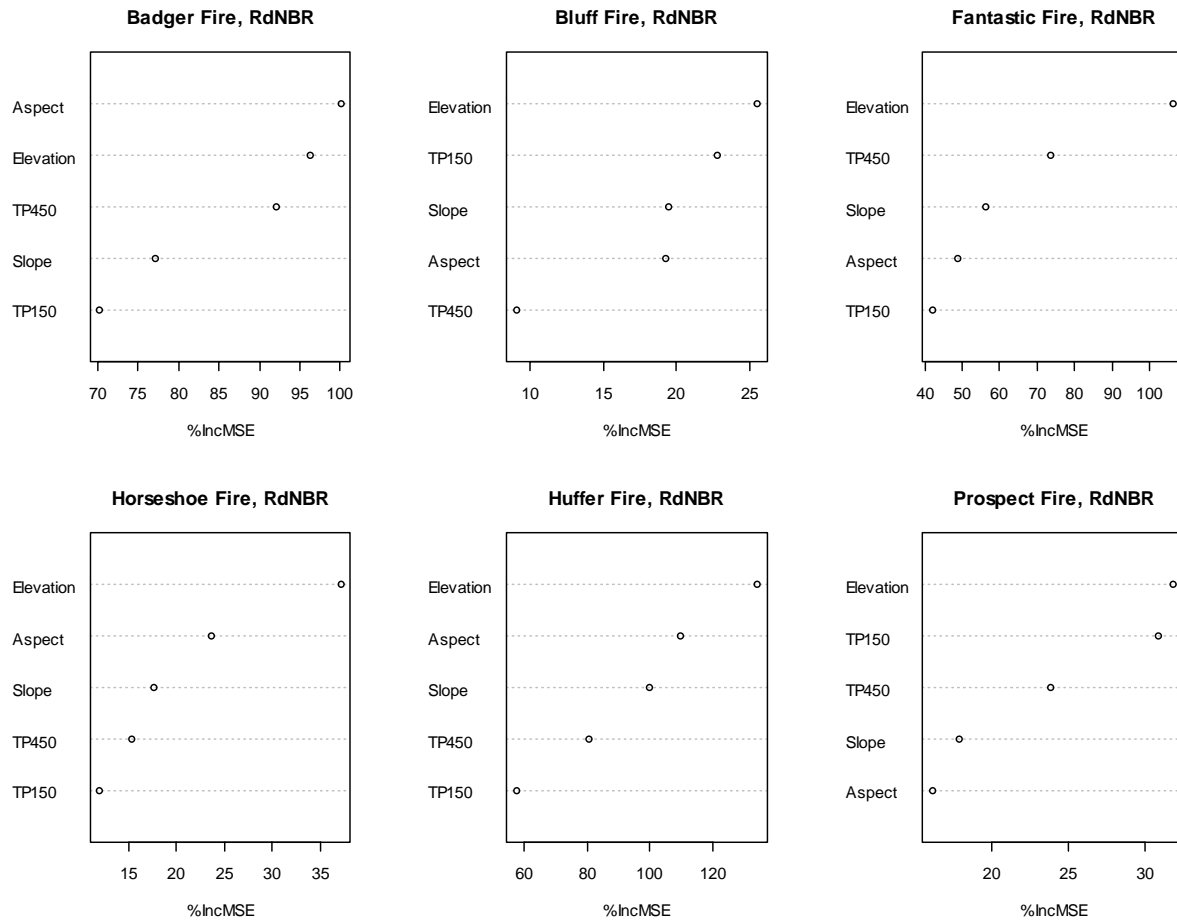 Badger Fire, RdNBR
Aspect
Elevation
TP450
Slope
TP150
70 75 80 85 90 95 100
%IncMSE
Bluff Fire, RdNBR
Elevation
TP150
Slope
Aspect
TP450
10 15 20 25
%IncMSE
Fantastic Fire, RdNBR
Elevation
TP450
Slope
Aspect
TP150
40 50 60 70 80 90 100
%IncMSE
Horseshoe Fire, RdNBR
Elevation
Aspect
Slope
TP450
TP150
15 20 25 30 35
%IncMSE
Huffer Fire, RdNBR
Elevation
Aspect
Slope
TP450
TP150
60 80 100 120
%IncMSE
Prospect Fire, RdNBR
Elevation
TP150
TP450
Slope
Aspect
20 25 30
%IncMSE